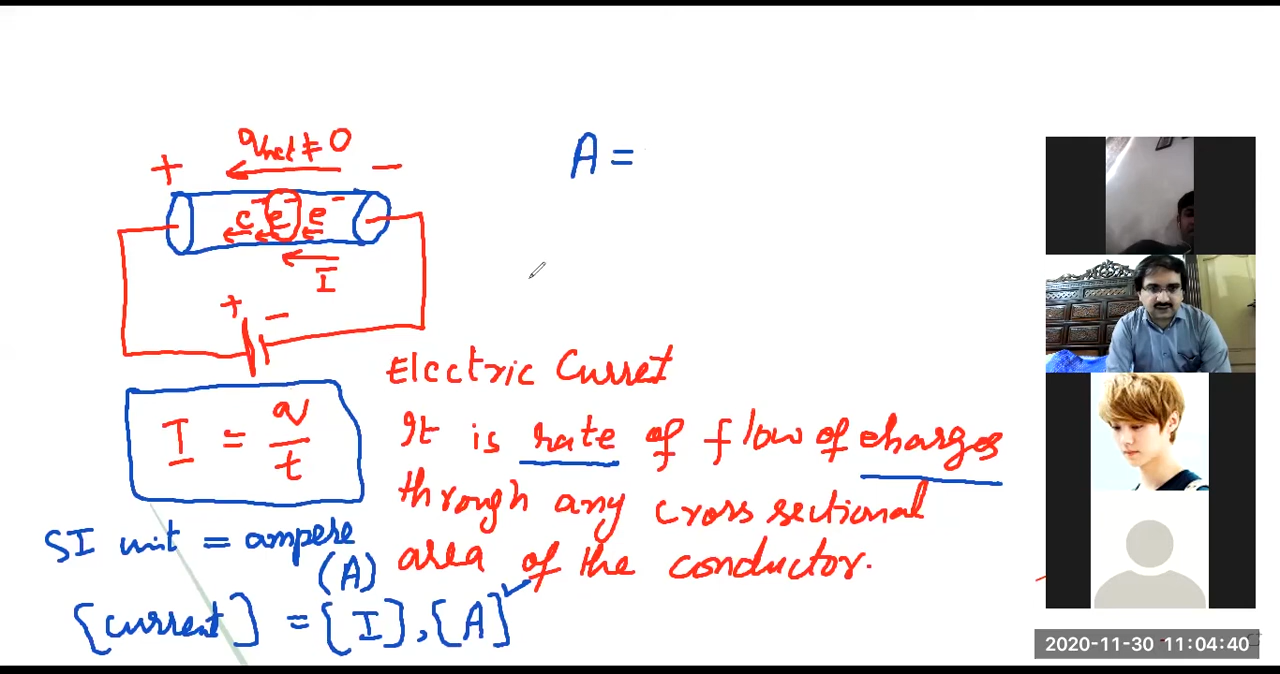 qnet ≠ 0
+ −
A =
e⁻ e⁻ e⁻
I
+ −
Electric Curret
I = q/t
It is rate of flow of charges
through any cross sectional
area of the conductor.
SI unit = ampere
(A)
[current] = [I], [A]
2020-11-30 11:04:40